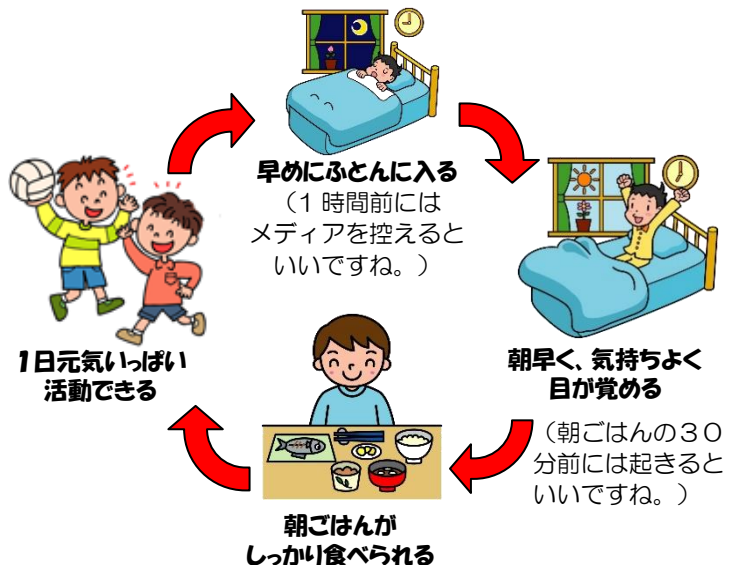 早めにふとんに入る
（1時間前には
メディアを控えると
いいですね。）
朝早く、気持ちよく
目が覚める
（朝ごはんの３０
分前には起きると
いいですね。）
朝ごはんが
しっかり食べられる
1日元気いっぱい
活動できる